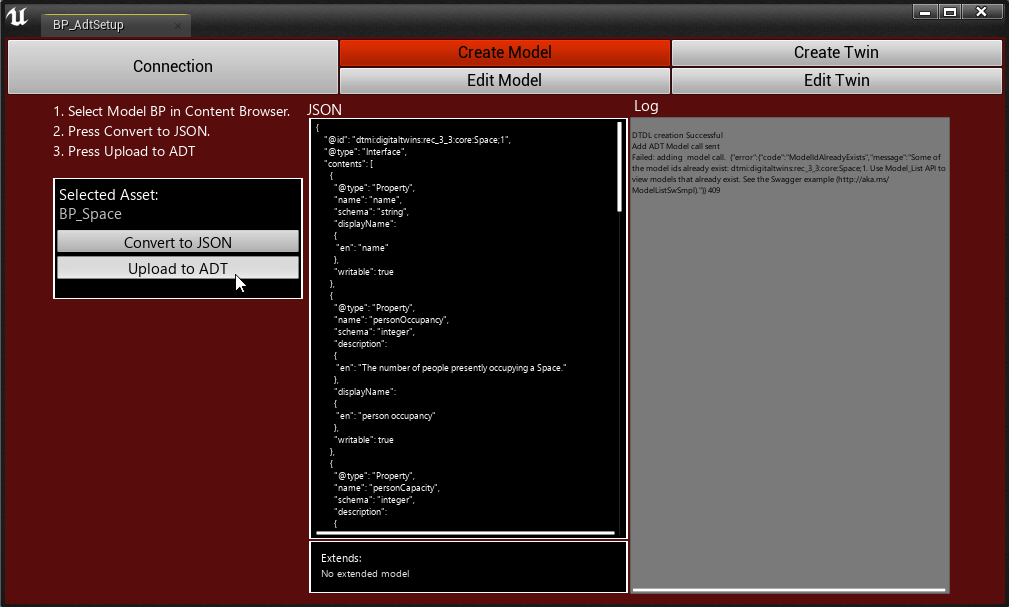 BP_AdtSetup
Connection
Create Model
Create Twin
Edit Model
Edit Twin
1. Select Model BP in Content Browser.
2. Press Convert to JSON.
3. Press Upload to ADT
Selected Asset:
BP_Space
Convert to JSON
Upload to ADT
JSON
{
"@id": "dtmi:digitaltwins:rec_3_3:core:Space;1",
"@type": "Interface",
"contents": [
{
"@type": "Property",
"name": "name",
"schema": "string",
"displayName":
{
"en": "name"
},
"writable": true
},
{
"@type": "Property",
"name": "personOccupancy",
"schema": "integer",
"description":
{
"en": "The number of people presently occupying a Space."
},
"displayName":
{
"en": "person occupancy"
},
"writable": true
},
{
"@type": "Property",
"name": "personCapacity",
"schema": "integer",
"description":
{
Extends:
No extended model
Log
DTDL creation Successful
Add ADT Model call sent
Failed: adding model call. {"error":{"code":"ModelIdAlreadyExists","message":"Some of
the model ids already exist: dtmi:digitaltwins:rec_3_3:core:Space;1. Use Model_List API to
view models that already exist. See the Swagger example (http://aka.ms/
ModelListSwSmpl)."}} 409